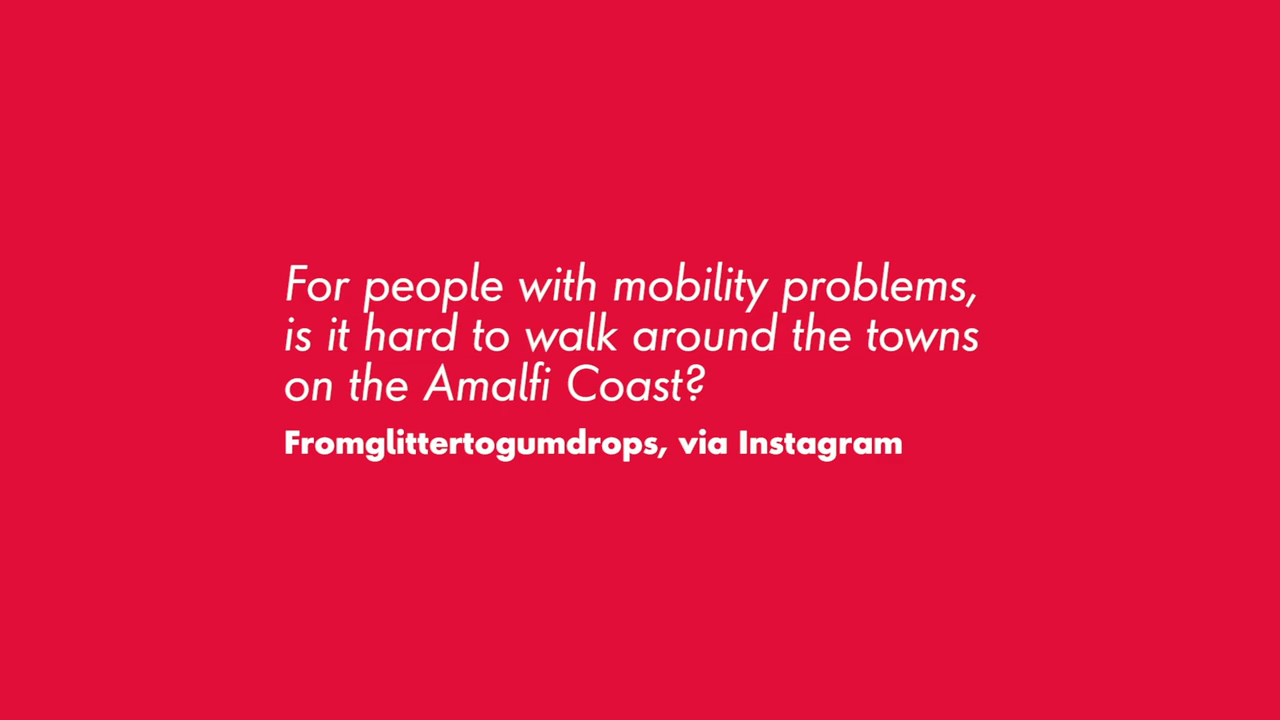 For people with mobility problems,
is it hard to walk around the towns
on the Amalfi Coast?
Fromglittertogumdrops, via Instagram